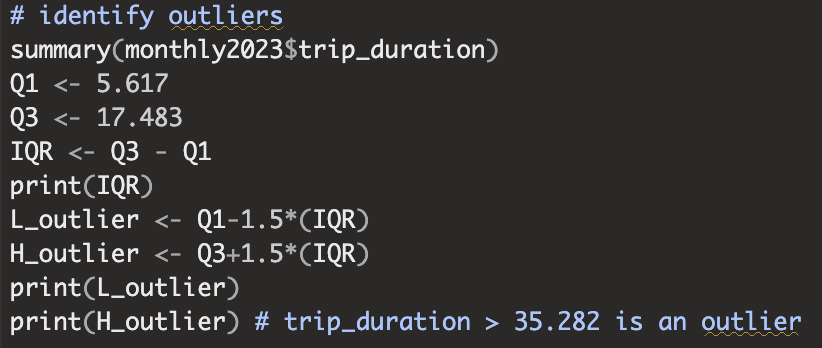 # identify outliers
summary(monthly2023$trip_duration)
Q1 <- 5.617
Q3 <- 17.483
IQR <- Q3 - Q1
print(IQR)
L_outlier <- Q1-1.5*(IQR)
H_outlier <- Q3+1.5*(IQR)
print(L_outlier)
print(H_outlier) # trip_duration > 35.282 is an outlier